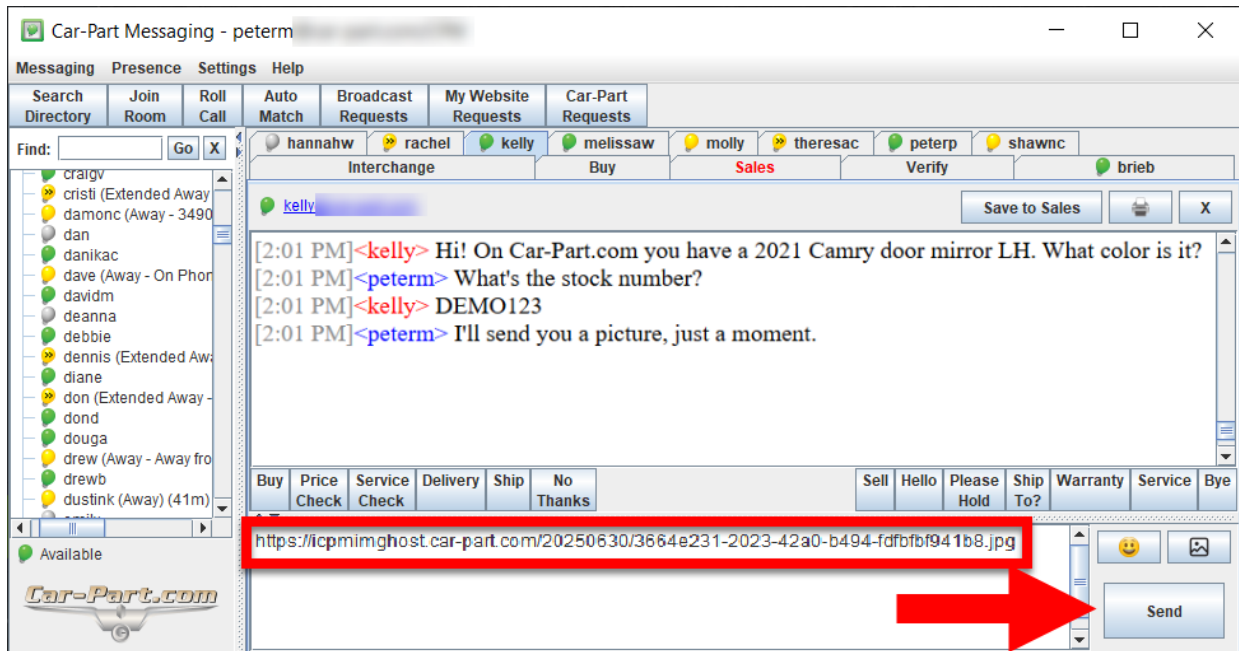 Car-Part Messaging - peterm
Messaging Presence Settings Help
Search Directory
Join Room
Roll Call
Auto Match
Broadcast Requests
My Website Requests
Car-Part Requests
Find:
Go X
hannahw rachel kelly melissaw molly theresac peterp shawnc
Interchange Buy Sales Verify brieb
craigv
cristi (Extended Away
damonc (Away - 3490
dan
danikac
dave (Away - On Phon
davidm
deanna
debbie
dennis (Extended Awa
diane
don (Extended Away -
dond
douga
drew (Away - Away fro
drewb
dustink (Away) (41m)
Available
Car-Part.com
kelly
Save to Sales X
[2:01 PM]<kelly> Hi! On Car-Part.com you have a 2021 Camry door mirror LH. What color is it?
[2:01 PM]<peterm> What's the stock number?
[2:01 PM]<kelly> DEMO123
[2:01 PM]<peterm> I'll send you a picture, just a moment.
Buy
Price Check
Service Check
Delivery
Ship
No Thanks
Sell
Hello
Please Hold
Ship To?
Warranty
Service
Bye
https://icpmimghost.car-part.com/20250630/3664e231-2023-42a0-b494-fdfbfbf941b8.jpg
Send